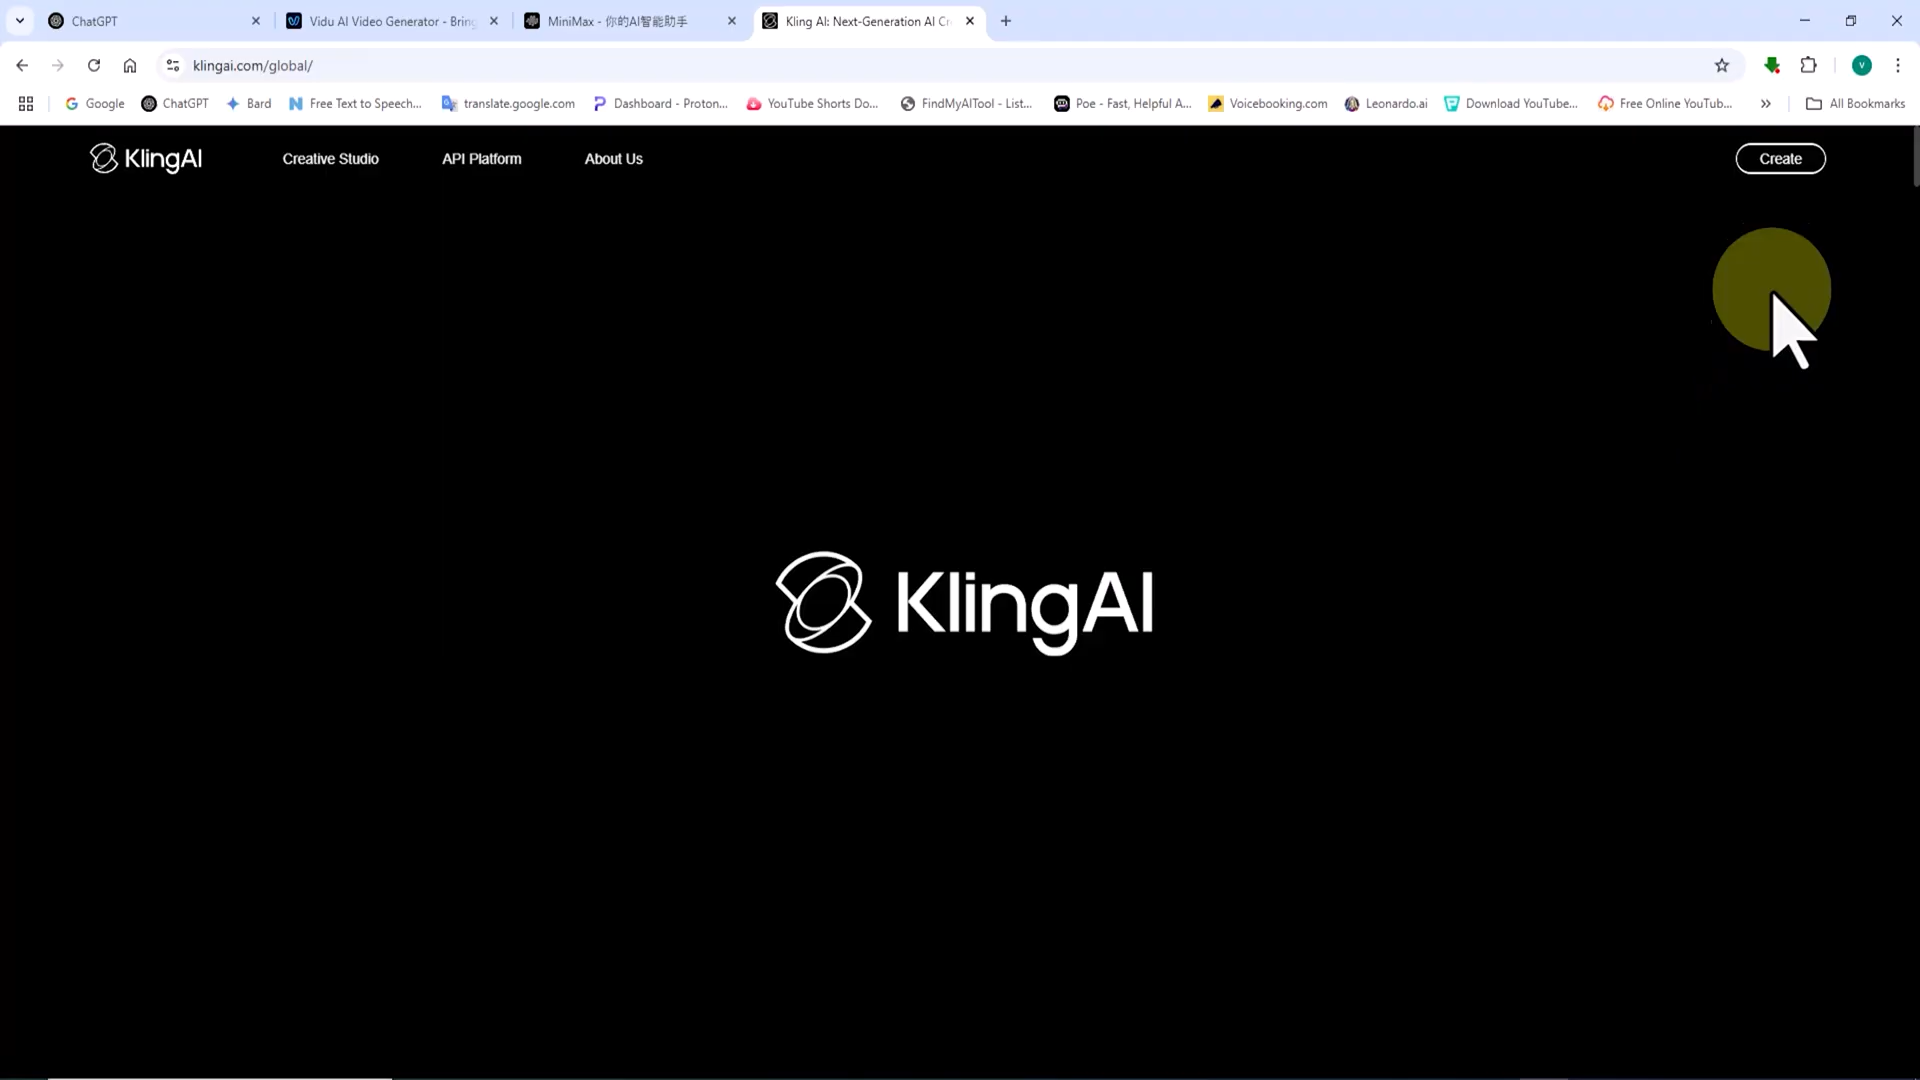 ChatGPT
Vidu AI Video Generator - Bring
MiniMax - 你的AI智能助手
Kling AI: Next-Generation AI Cr
klingai.com/global/
V
Google
ChatGPT
Bard
Free Text to Speech...
translate.google.com
Dashboard - Proton...
YouTube Shorts Do...
FindMyAITool - List...
Poe - Fast, Helpful A...
Voicebooking.com
Leonardo.ai
Download YouTube...
Free Online YouTub...
All Bookmarks
KlingAI
Creative Studio
API Platform
About Us
Create
KlingAI